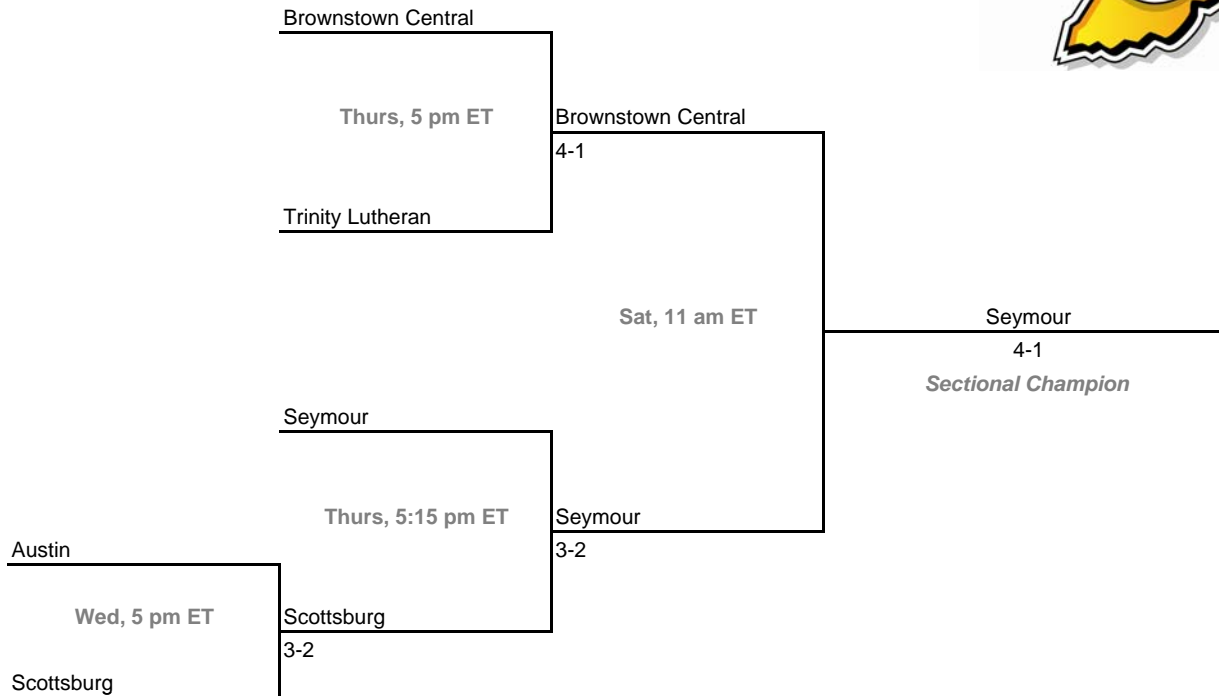 Brownstown Central
Thurs, 5 pm ET
Brownstown Central
4-1
Trinity Lutheran
Sat, 11 am ET
Seymour
4-1
Sectional Champion
Seymour
Thurs, 5:15 pm ET
Seymour
3-2
Austin
Wed, 5 pm ET
Scottsburg
3-2
Scottsburg